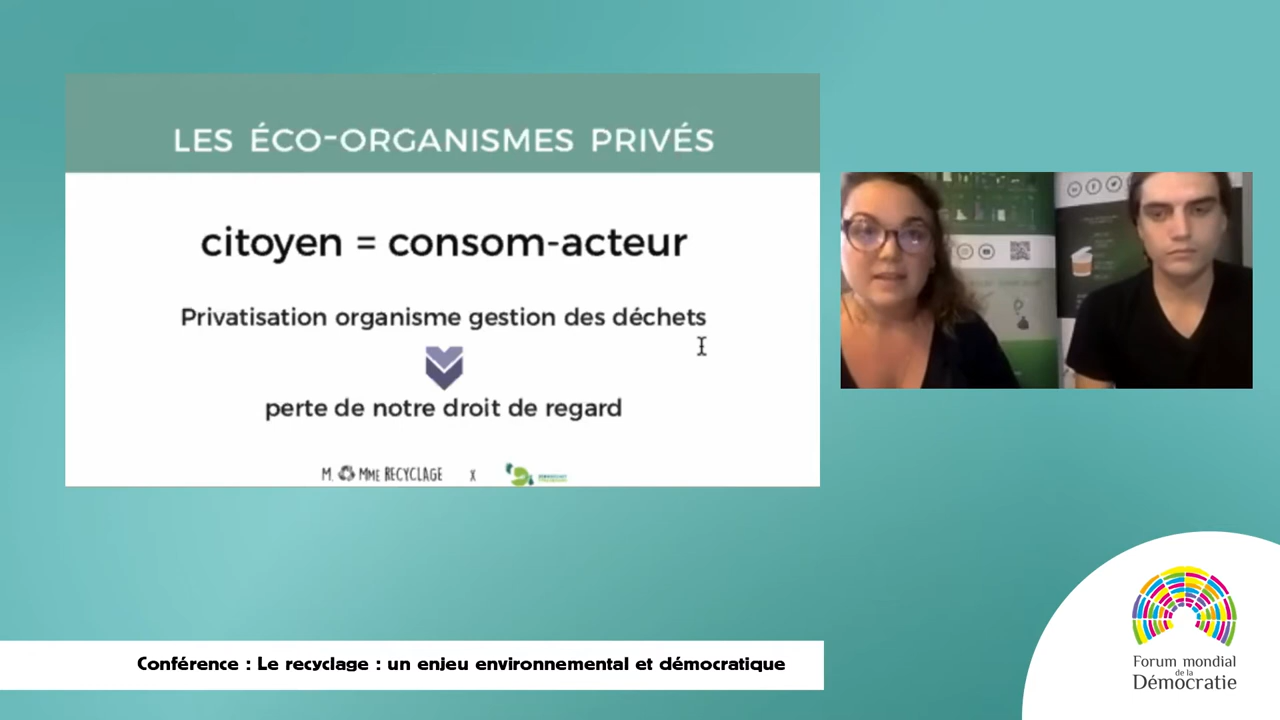 LES ÉCO-ORGANISMES PRIVÉS
citoyen = consom-acteur
Privatisation organisme gestion des déchets
perte de notre droit de regard
M. MME RECYCLAGE X
Conférence : Le recyclage : un enjeu environnemental et démocratique
Forum mondial
de la
Démocratie